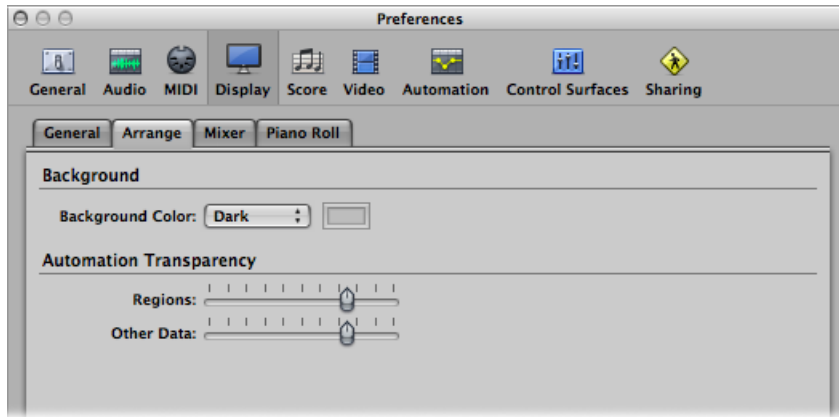 Preferences
General Audio MIDI Display Score Video Automation Control Surfaces Sharing
General Arrange Mixer Piano Roll
Background
Background Color: Dark
Automation Transparency
Regions:
Other Data: